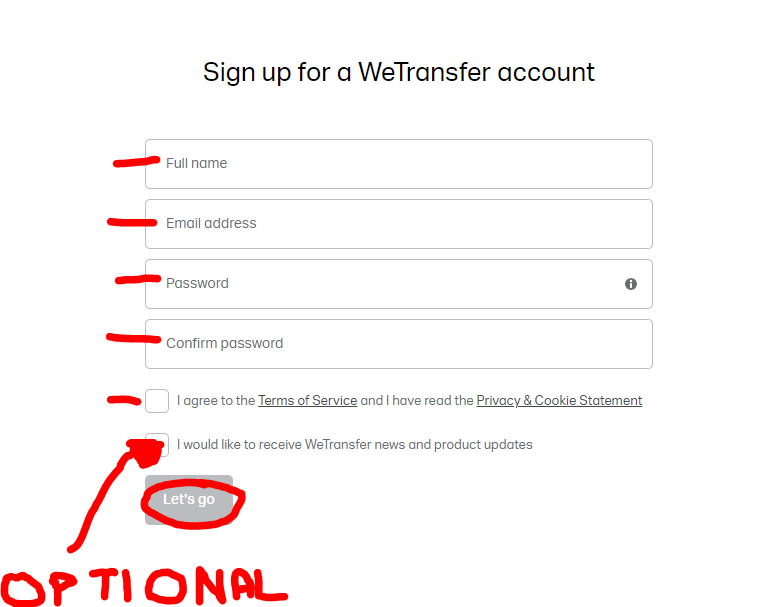 Sign up for a WeTransfer account
Full name
Email address
Password
Confirm password
I agree to the Terms of Service and I have read the Privacy & Cookie Statement
I would like to receive WeTransfer news and product updates
Let's go
OPTIONAL